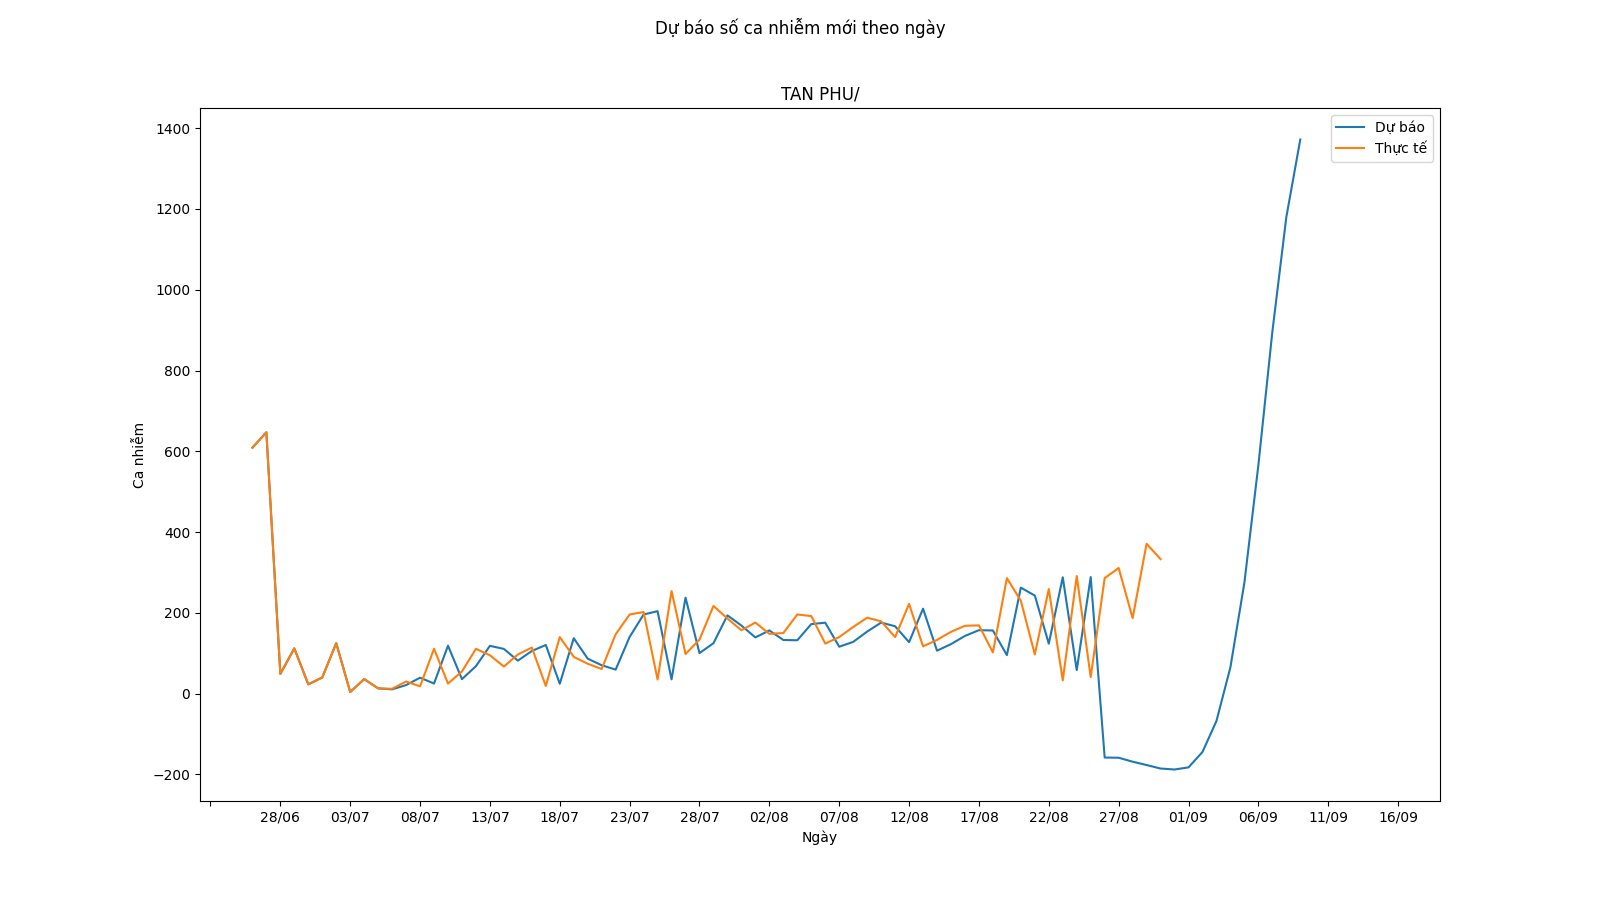 Dự báo số ca nhiễm mới theo ngày
TAN PHU/
Dự báo
Thực tế
1400
1200
1000
800
600
400
200
0
−200
Ca nhiễm
28/06 03/07 08/07 13/07 18/07 23/07 28/07 02/08 07/08 12/08 17/08 22/08 27/08 01/09 06/09 11/09 16/09
Ngày